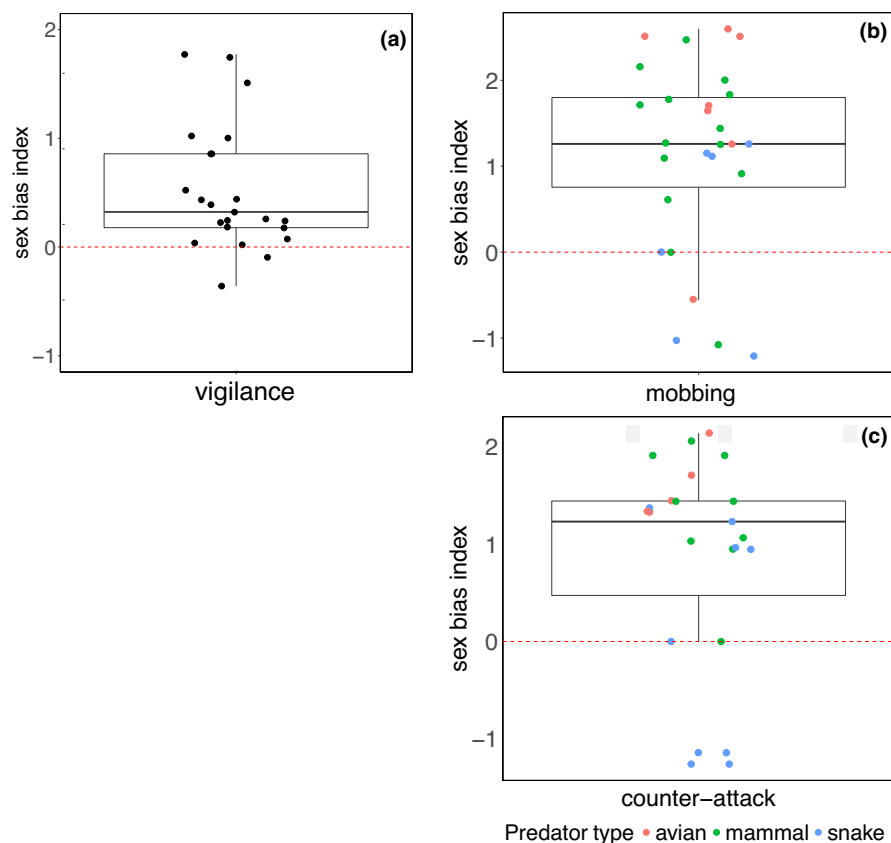 (a)
2
1
0
−1
sex bias index
vigilance
(b)
2
1
0
−1
sex bias index
mobbing
(c)
2
1
0
−1
sex bias index
counter−attack
Predator type avian mammal snake